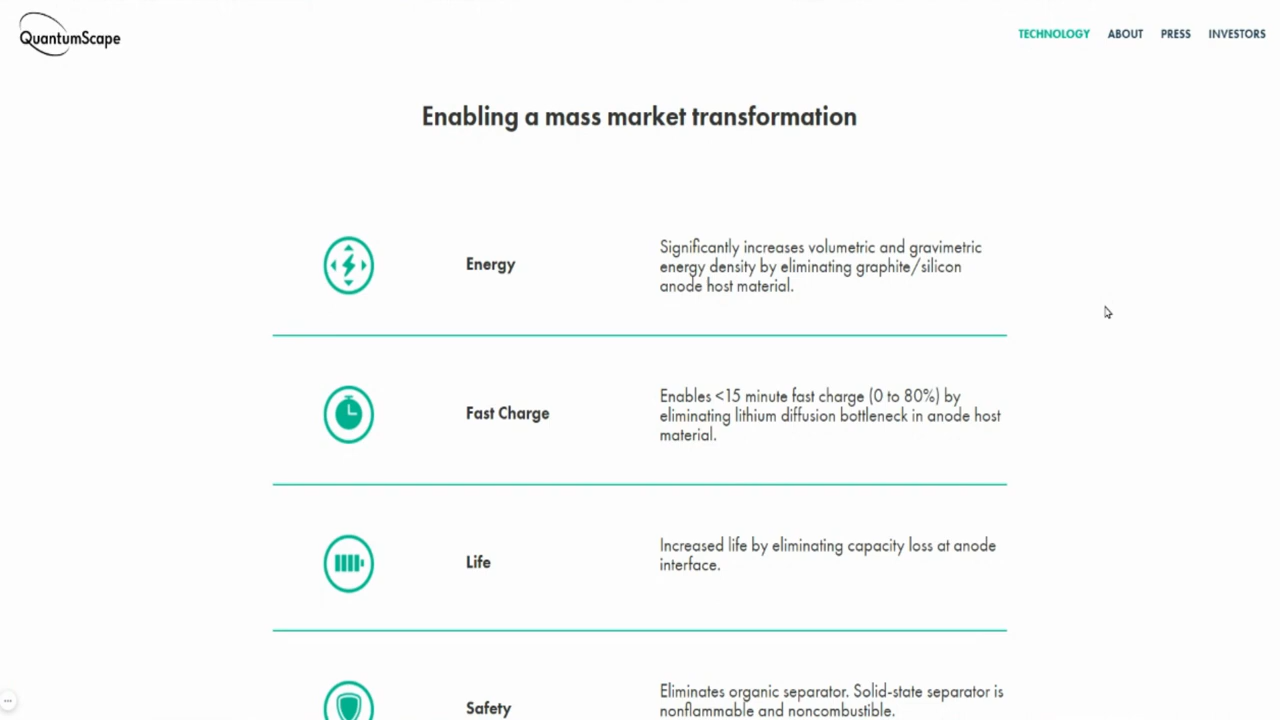 QuantumScape
TECHNOLOGY ABOUT PRESS INVESTORS
Enabling a mass market transformation
Energy
Significantly increases volumetric and gravimetric
energy density by eliminating graphite/silicon
anode host material.
Fast Charge
Enables <15 minute fast charge (0 to 80%) by
eliminating lithium diffusion bottleneck in anode host
material.
Life
Increased life by eliminating capacity loss at anode
interface.
Safety
Eliminates organic separator. Solid-state separator is
nonflammable and noncombustible.